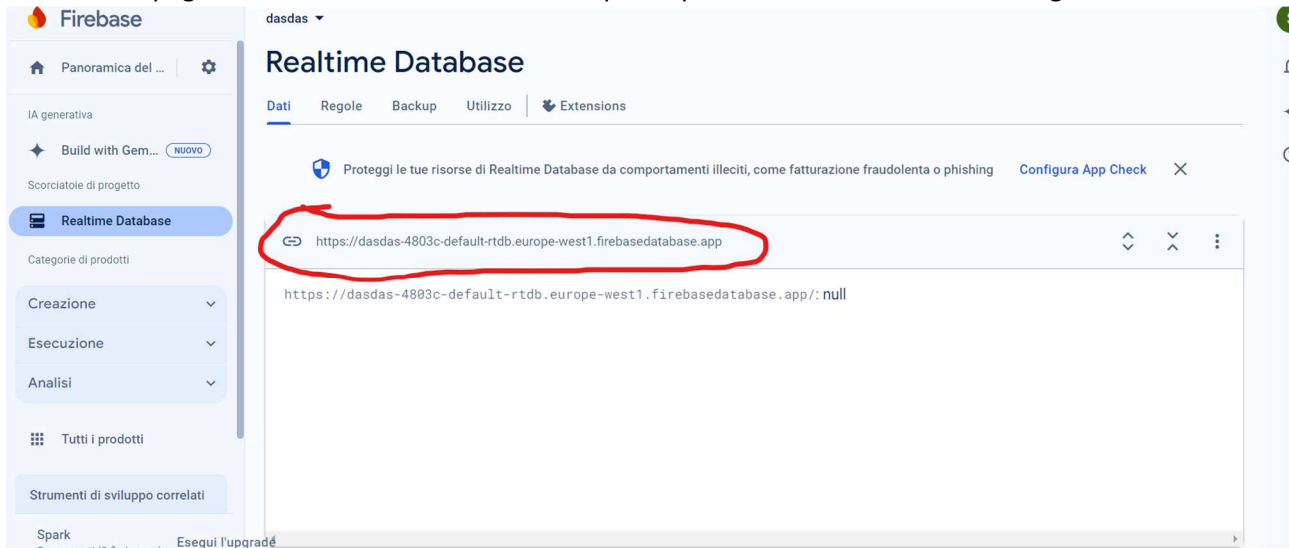 Firebase
dasdas
Panoramica del ...
Realtime Database
Dati Regole Backup Utilizzo Extensions
IA generativa
Build with Gem... NUOVO
Proteggi le tue risorse di Realtime Database da comportamenti illeciti, come fatturazione fraudolenta o phishing Configura App Check
Scorciatoie di progetto
Realtime Database
https://dasdas-4803c-default-rtdb.europe-west1.firebasedatabase.app
Categorie di prodotti
https://dasdas-4803c-default-rtdb.europe-west1.firebasedatabase.app/: null
Creazione
Esecuzione
Analisi
Tutti i prodotti
Strumenti di sviluppo correlati
Spark
Esegui l'upgrade